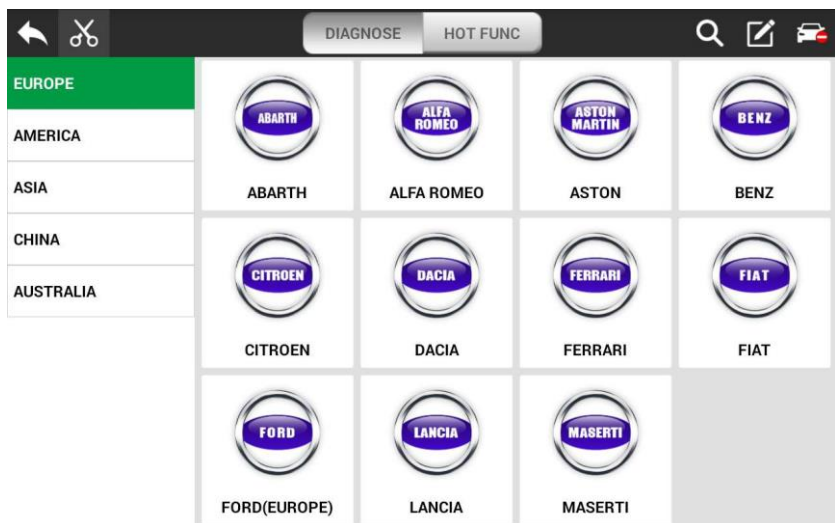 DIAGNOSE
HOT FUNC
EUROPE
AMERICA
ASIA
CHINA
AUSTRALIA
ABARTH
ALFA
ROMEO
ASTON
MARTIN
BENZ
ABARTH
ALFA ROMEO
ASTON
BENZ
CITROEN
DACIA
FERRARI
FIAT
CITROEN
DACIA
FERRARI
FIAT
FORD
LANCIA
MASERTI
FORD(EUROPE)
LANCIA
MASERTI